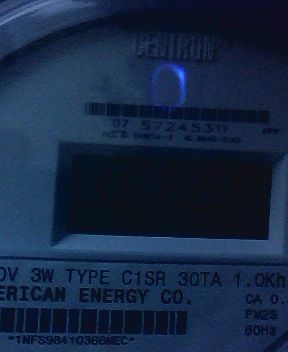 CENTRON
07 57245311
0V 3W TYPE C1SR 30TA 1.0Kh
ERICAN ENERGY CO.
CA 0.
FM2S
60Hz
*1NFS98410366MEC*